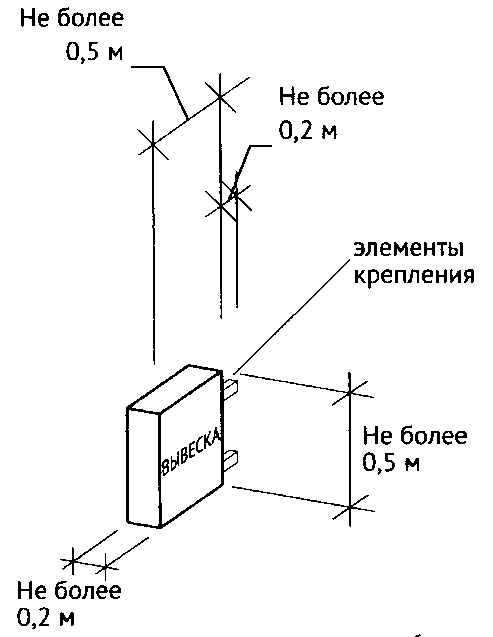 Не более
0,5 м
Не более
0,2 м
элементы
крепления
ВЫВЕСКА
Не более
0,5 м
Не более
0,2 м